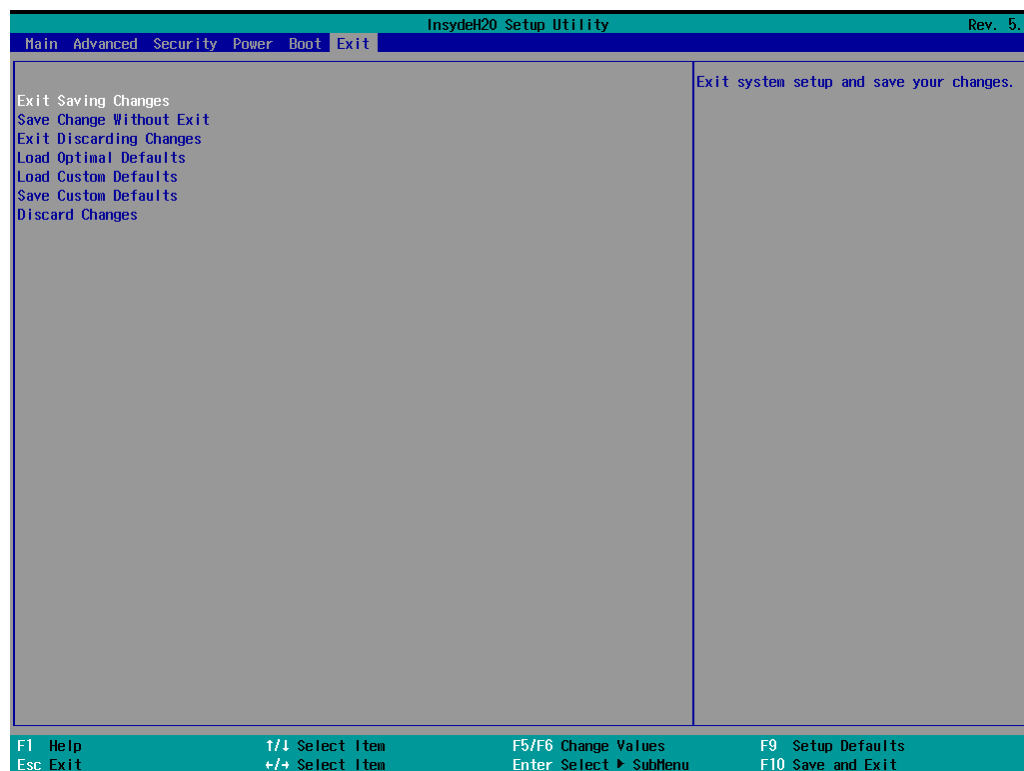 InsydeH2O Setup Utility Rev. 5.
Main Advanced Security Power Boot Exit
Exit system setup and save your changes.
Exit Saving Changes
Save Change Without Exit
Exit Discarding Changes
Load Optimal Defaults
Load Custom Defaults
Save Custom Defaults
Discard Changes
F1 Help ↑/↓ Select Item F5/F6 Change Values F9 Setup Defaults
Esc Exit ←/→ Select Item Enter Select ▶ SubMenu F10 Save and Exit